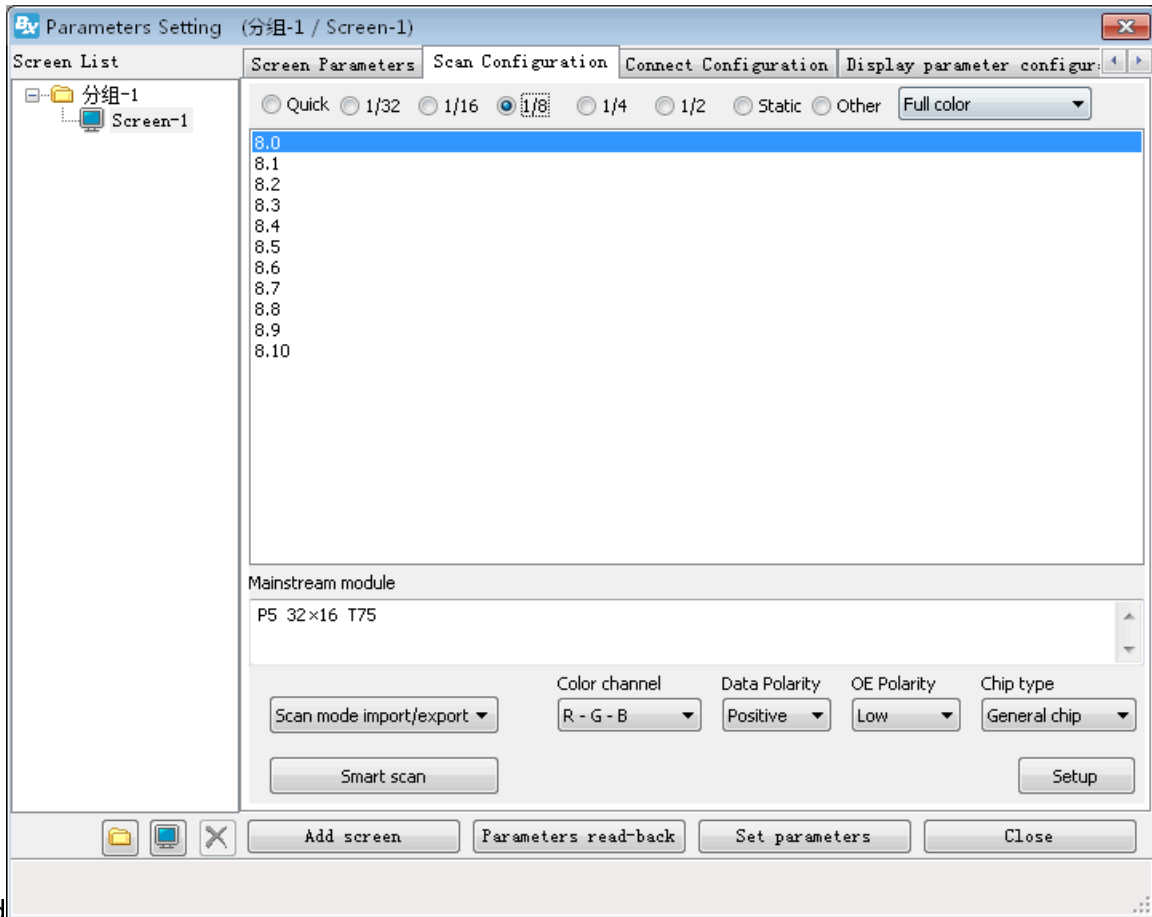 BX Parameters Setting (分组-1 / Screen-1)
Screen List
分组-1
Screen-1
Screen Parameters Scan Configuration Connect Configuration Display parameter configur
Quick 1/32 1/16 1/8 1/4 1/2 Static Other Full color
8.0
8.1
8.2
8.3
8.4
8.5
8.6
8.7
8.8
8.9
8.10
Mainstream module
P5 32×16 T75
Color channel Data Polarity OE Polarity Chip type
Scan mode import/export R - G - B Positive Low General chip
Smart scan Setup
Add screen Parameters read-back Set parameters Close